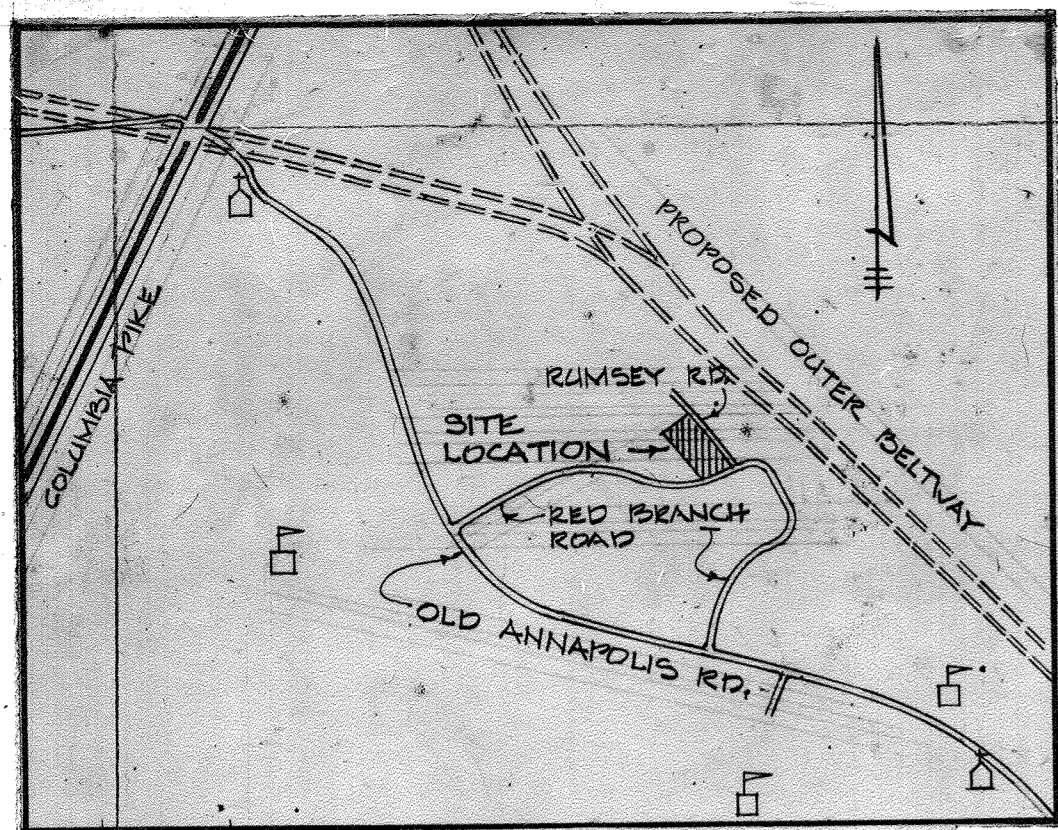 COLUMBIA PIKE
PROPOSED OUTER BELTWAY
RUMSEY RD.
SITE
LOCATION
RED BRANCH
ROAD
OLD ANNAPOLIS RD.